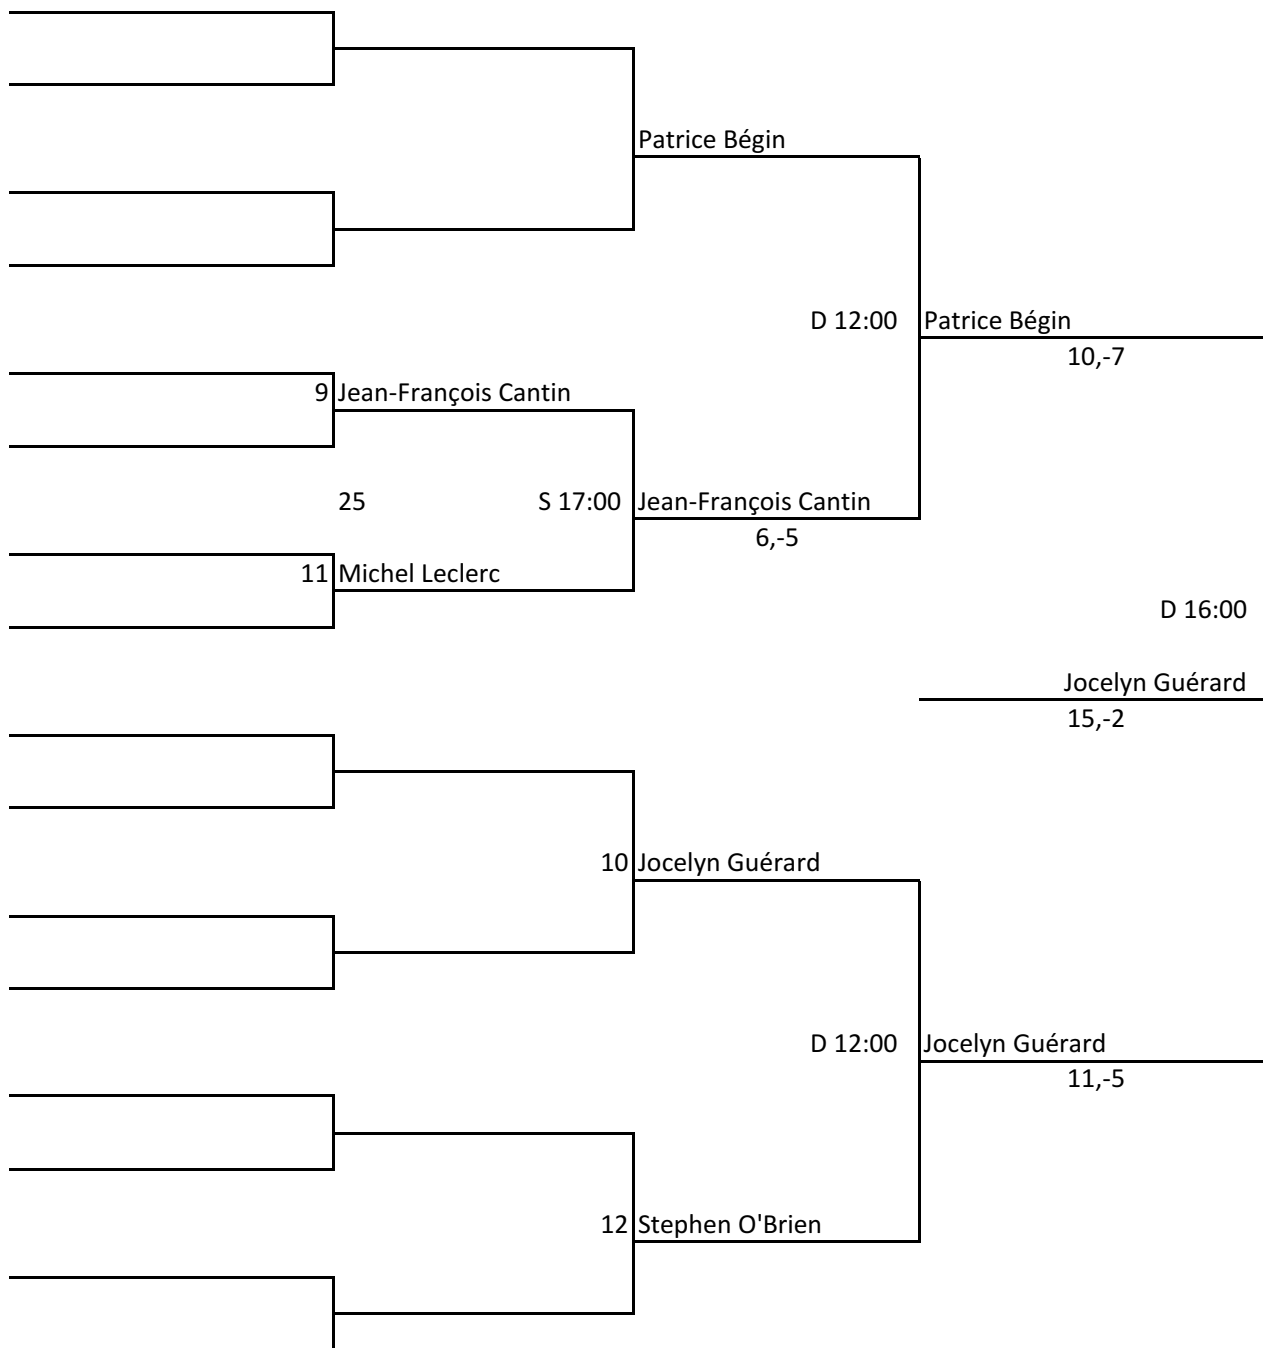 Patrice Bégin
D 12:00 Patrice Bégin
10,-7
9 Jean-François Cantin
25 S 17:00 Jean-François Cantin
6,-5
11 Michel Leclerc
D 16:00
Jocelyn Guérard
15,-2
10 Jocelyn Guérard
D 12:00 Jocelyn Guérard
11,-5
12 Stephen O'Brien